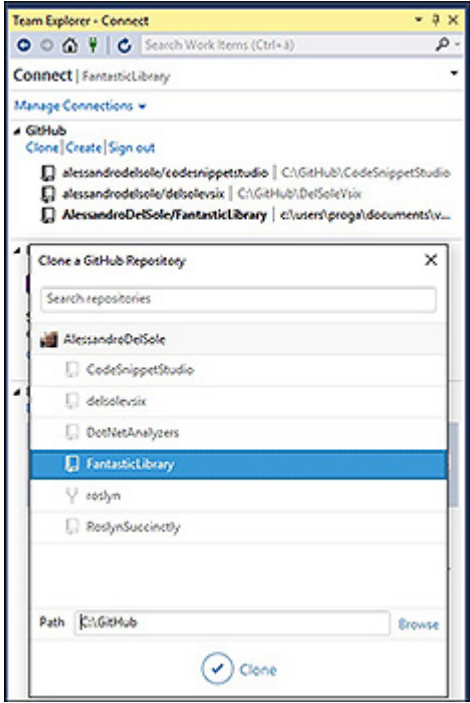 Team Explorer - Connect
Search Work Items (Ctrl+à)
Connect | FantasticLibrary
Manage Connections
GitHub
Clone | Create | Sign out
alessandrodelsole/codesnippetstudio | C:\GitHub\CodeSnippetStudio
alessandrodelsole/delsolevsix | C:\GitHub\DelSoleVsix
AlessandroDelSole/FantasticLibrary | c:\users\proga\documents\v...
Clone a GitHub Repository
Search repositories
AlessandroDelSole
CodeSnippetStudio
delsolevsix
DotNetAnalyzers
FantasticLibrary
roslyn
RoslynSuccinctly
Path C:\GitHub Browse
Clone